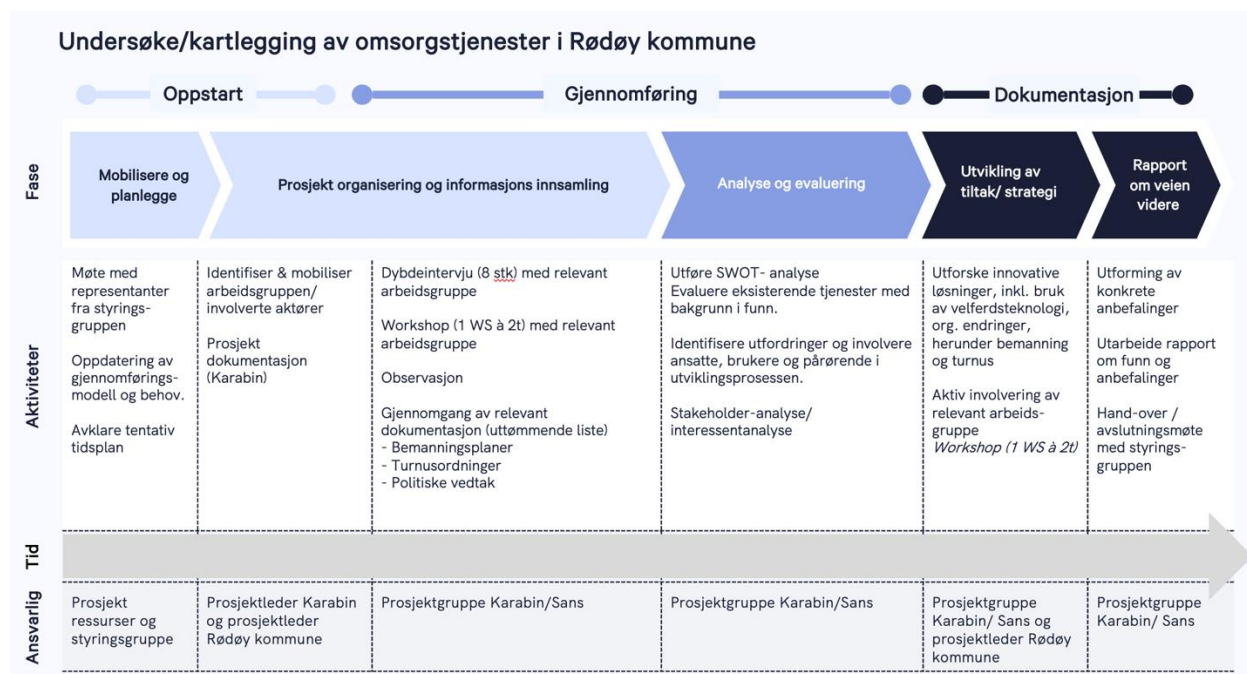 Undersøke/kartlegging av omsorgstjenester i Rødøy kommune
Oppstart
Gjennomføring
Dokumentasjon
Fase
Mobilisere og
planlegge
Prosjekt organisering og informasjons innsamling
Analyse og evaluering
Utvikling av
tiltak/ strategi
Rapport
om veien
videre
Aktiviteter
Møte med
representanter
fra styrings-
gruppen
Oppdatering av
gjennomførings-
modell og behov.
Avklare tentativ
tidsplan
Identifiser & mobiliser
arbeidsgruppen/
involverte aktører
Prosjekt
dokumentasjon
(Karabin)
Dybdeintervju (8 stk) med relevant
arbeidsgruppe
Workshop (1 WS à 2t) med relevant
arbeidsgruppe
Observasjon
Gjennomgang av relevant
dokumentasjon (uttømmende liste)
- Bemanningsplaner
- Turnusordninger
- Politiske vedtak
Utføre SWOT- analyse
Evaluere eksisterende tjenester med
bakgrunn i funn.
Identifisere utfordringer og involvere
ansatte, brukere og pårørende i
utviklingsprosessen.
Stakeholder-analyse/
interessentanalyse
Utforske innovative
løsninger, inkl. bruk
av velferdsteknologi,
org. endringer,
herunder bemanning
og turnus
Aktiv involvering av
relevant arbeids-
gruppe
Workshop (1 WS à 2t)
Utforming av
konkrete
anbefalinger
Utarbeide rapport
om funn og
anbefalinger
Hand-over /
avslutningsmøte
med styrings-
gruppen
Tid
Ansvarlig
Prosjekt
ressurser og
styringsgruppe
Prosjektleder Karabin
og prosjektleder
Rødøy kommune
Prosjektgruppe Karabin/Sans
Prosjektgruppe Karabin/Sans
Prosjektgruppe
Karabin/ Sans og
prosjektleder Rødøy
kommune
Prosjektgruppe
Karabin/ Sans